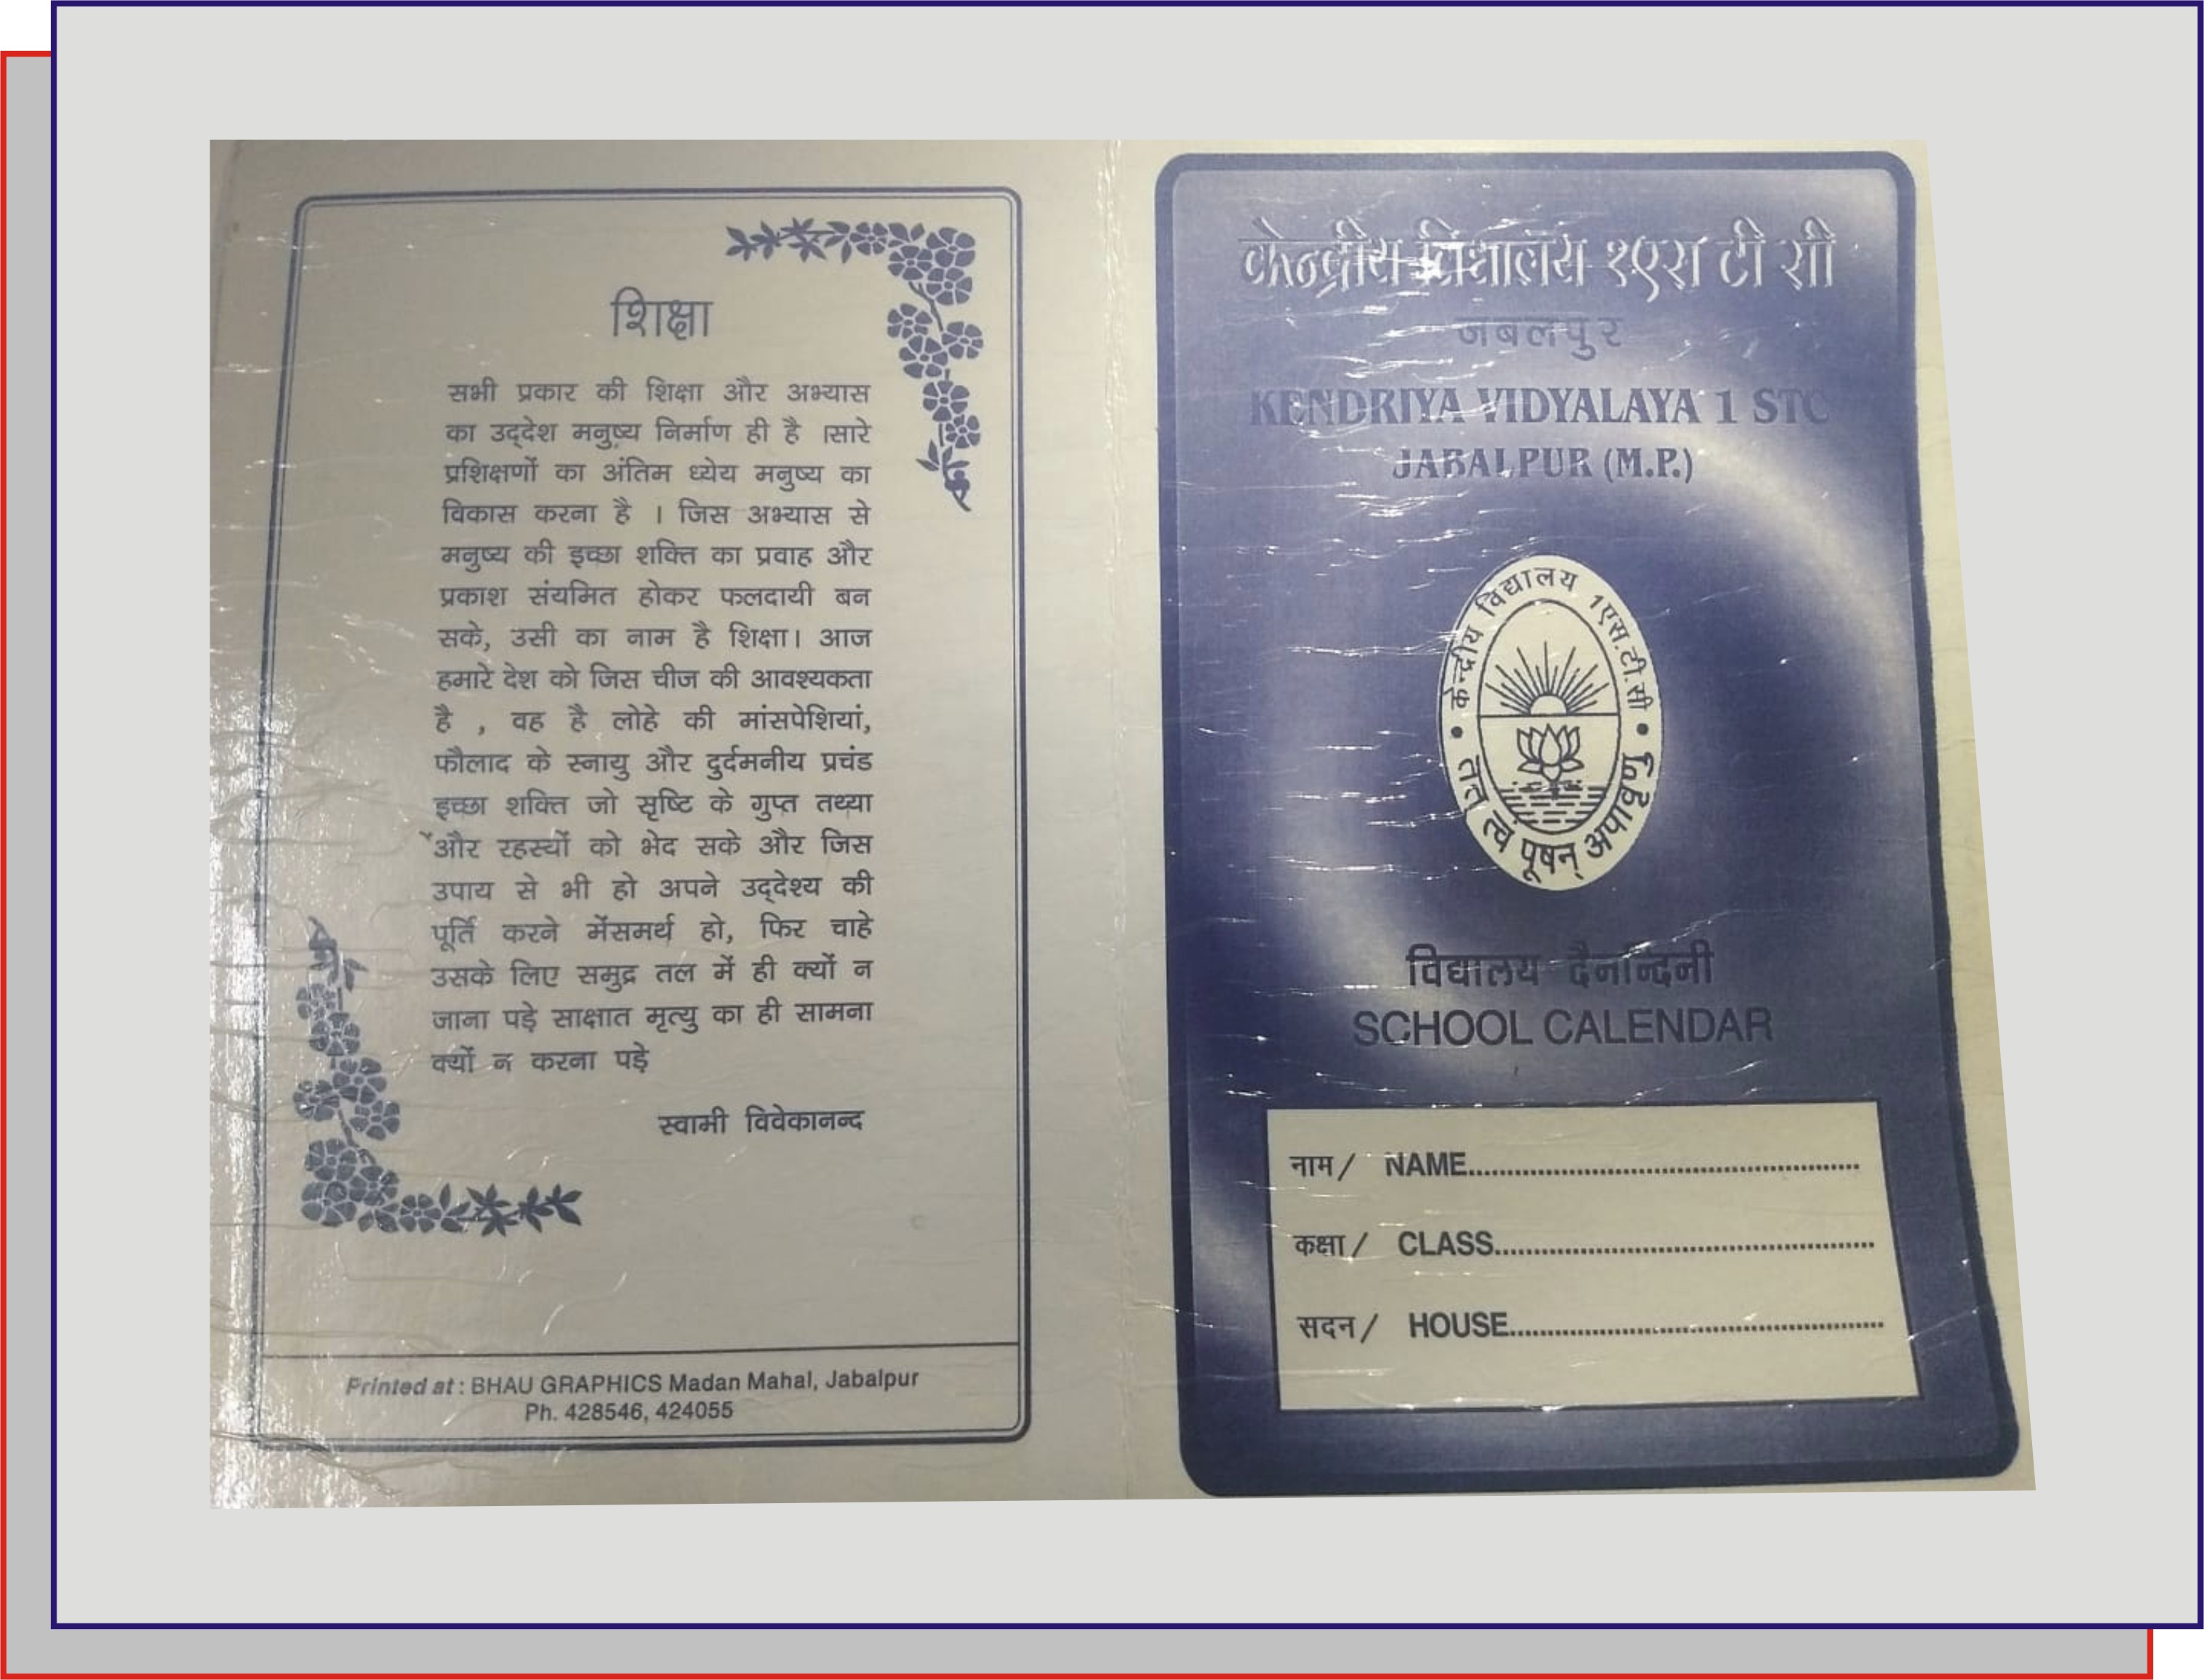 शिक्षा
सभी प्रकार की शिक्षा और अभ्यास
का उद्देश मनुष्य निर्माण ही है ।सारे
प्रशिक्षणों का अंतिम ध्येय मनुष्य का
विकास करना है । जिस अभ्यास से
मनुष्य की इच्छा शक्ति का प्रवाह और
प्रकाश संयमित होकर फलदायी बन
सके, उसी का नाम है शिक्षा। आज
हमारे देश को जिस चीज की आवश्यकता
है , वह है लोहे की मांसपेशियां,
फौलाद के स्नायु और दुर्दमनीय प्रचंड
इच्छा शक्ति जो सृष्टि के गुप्त तथ्या
ें और रहस्यों को भेद सके और जिस
उपाय से भी हो अपने उद्देश्य की
पूर्ति करने मेंसमर्थ हो, फिर चाहे
उसके लिए समुद्र तल में ही क्यों न
जाना पड़े साक्षात मृत्यु का ही सामना
क्यों न करना पड़े
स्वामी विवेकानन्द
Printed at : BHAU GRAPHICS Madan Mahal, Jabalpur
Ph. 428546, 424055
केन्द्रीय विद्यालय १एस टी सी
जबलपुर
KENDRIYA VIDYALAYA 1 STC
JABALPUR (M.P.)
केन्द्रीय विद्यालय 1एस.टी.सी
तत् त्वं पूषन् अपावृणु
विद्यालय दैनन्दिनी
SCHOOL CALENDAR
नाम / NAME
कक्षा / CLASS
सदन / HOUSE